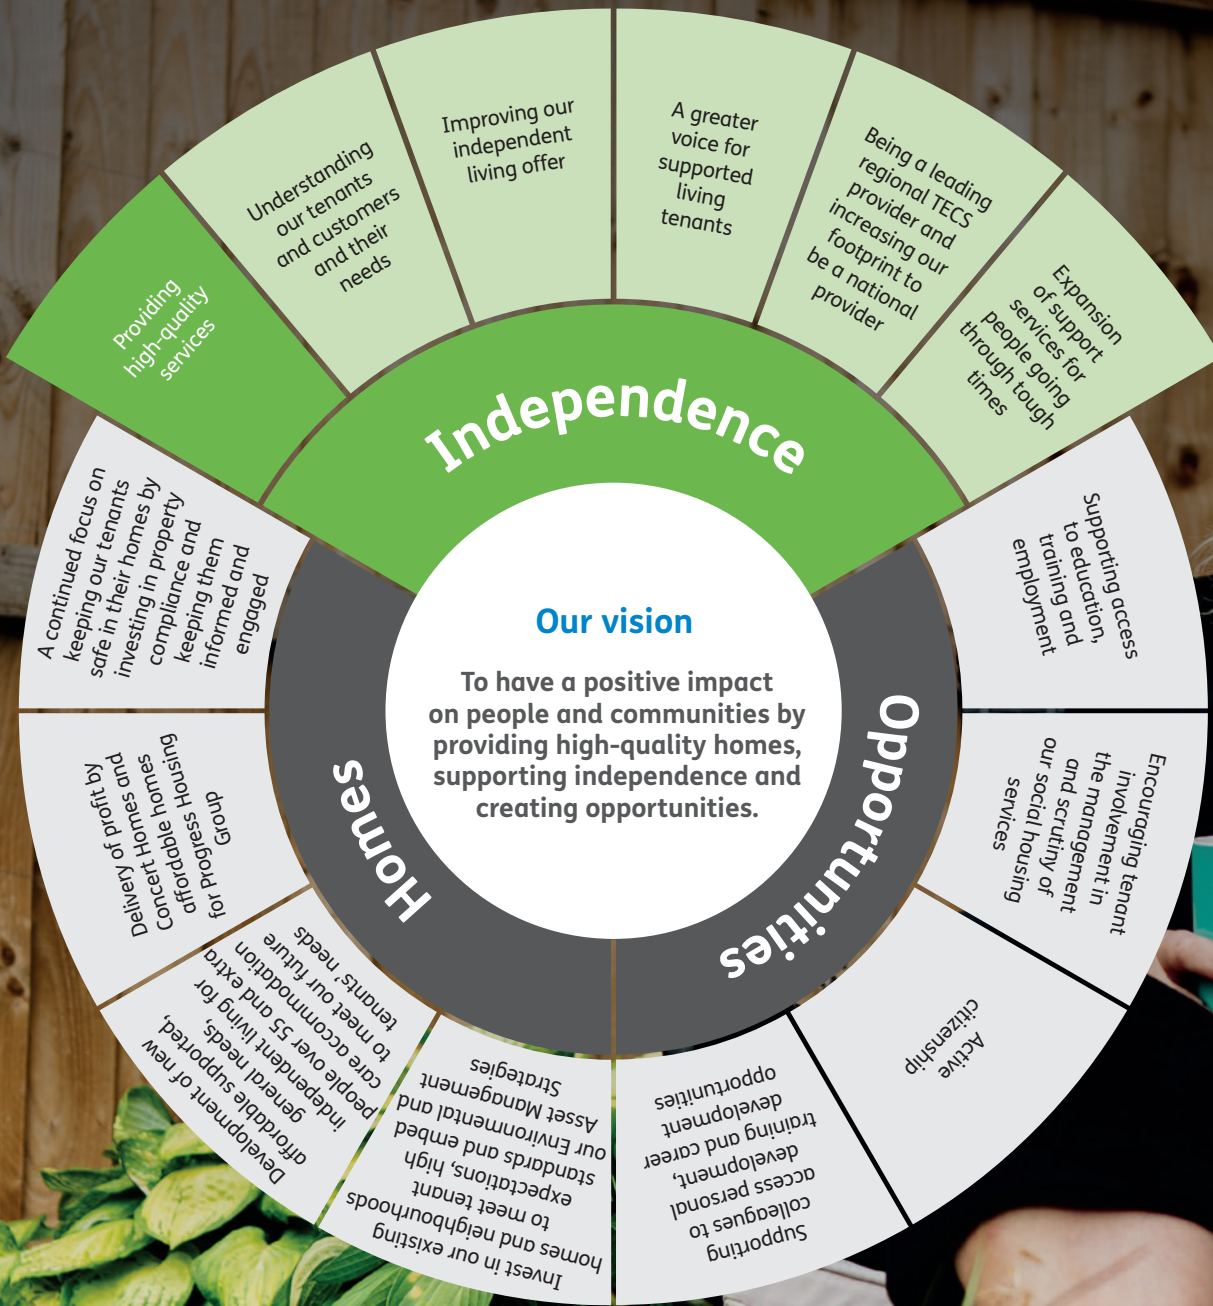 Our vision
To have a positive impact
on people and communities by
providing high-quality homes,
supporting independence and
creating opportunities.
Independence
Providing
high-quality
services
Understanding
our tenants
and customers
and their
needs
Improving our
independent
living offer
A greater
voice for
supported
living
tenants
Being a leading
regional TECS
provider and
increasing our
footprint to
be a national
provider
Expansion
of support
services for
people going
through tough
times
Opportunities
Supporting access
to education,
training and
employment
Encouraging tenant
involvement in
the management
and scrutiny of
our social housing
services
Active
citizenship
Supporting
colleagues to
access personal
development,
training and career
development
opportunities
Homes
Invest in our existing
homes and neighbourhoods
to meet tenant
expectations, high
standards and embed
our Environmental and
Asset Management
Strategies
Development of new
affordable supported,
general needs,
independent living for
people over 55 and extra
care accommodation
to meet our future
tenants’ needs
Delivery of profit by
Concert Homes and
affordable homes
for Progress Housing
Group
A continued focus on
keeping our tenants
safe in their homes by
investing in property
compliance and
keeping them
informed and
engaged